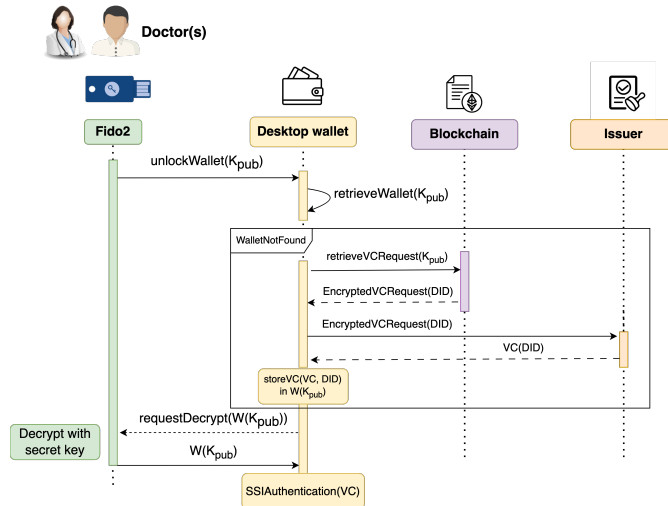 Doctor(s)
Fido2
Desktop wallet
Blockchain
Issuer
unlockWallet(Kpub)
retrieveWallet(Kpub)
WalletNotFound
retrieveVCRequest(Kpub)
EncryptedVCRequest(DID)
EncryptedVCRequest(DID)
VC(DID)
storeVC(VC, DID)
in W(Kpub)
requestDecrypt(W(Kpub))
Decrypt with
secret key
W(Kpub)
SSIAuthentication(VC)